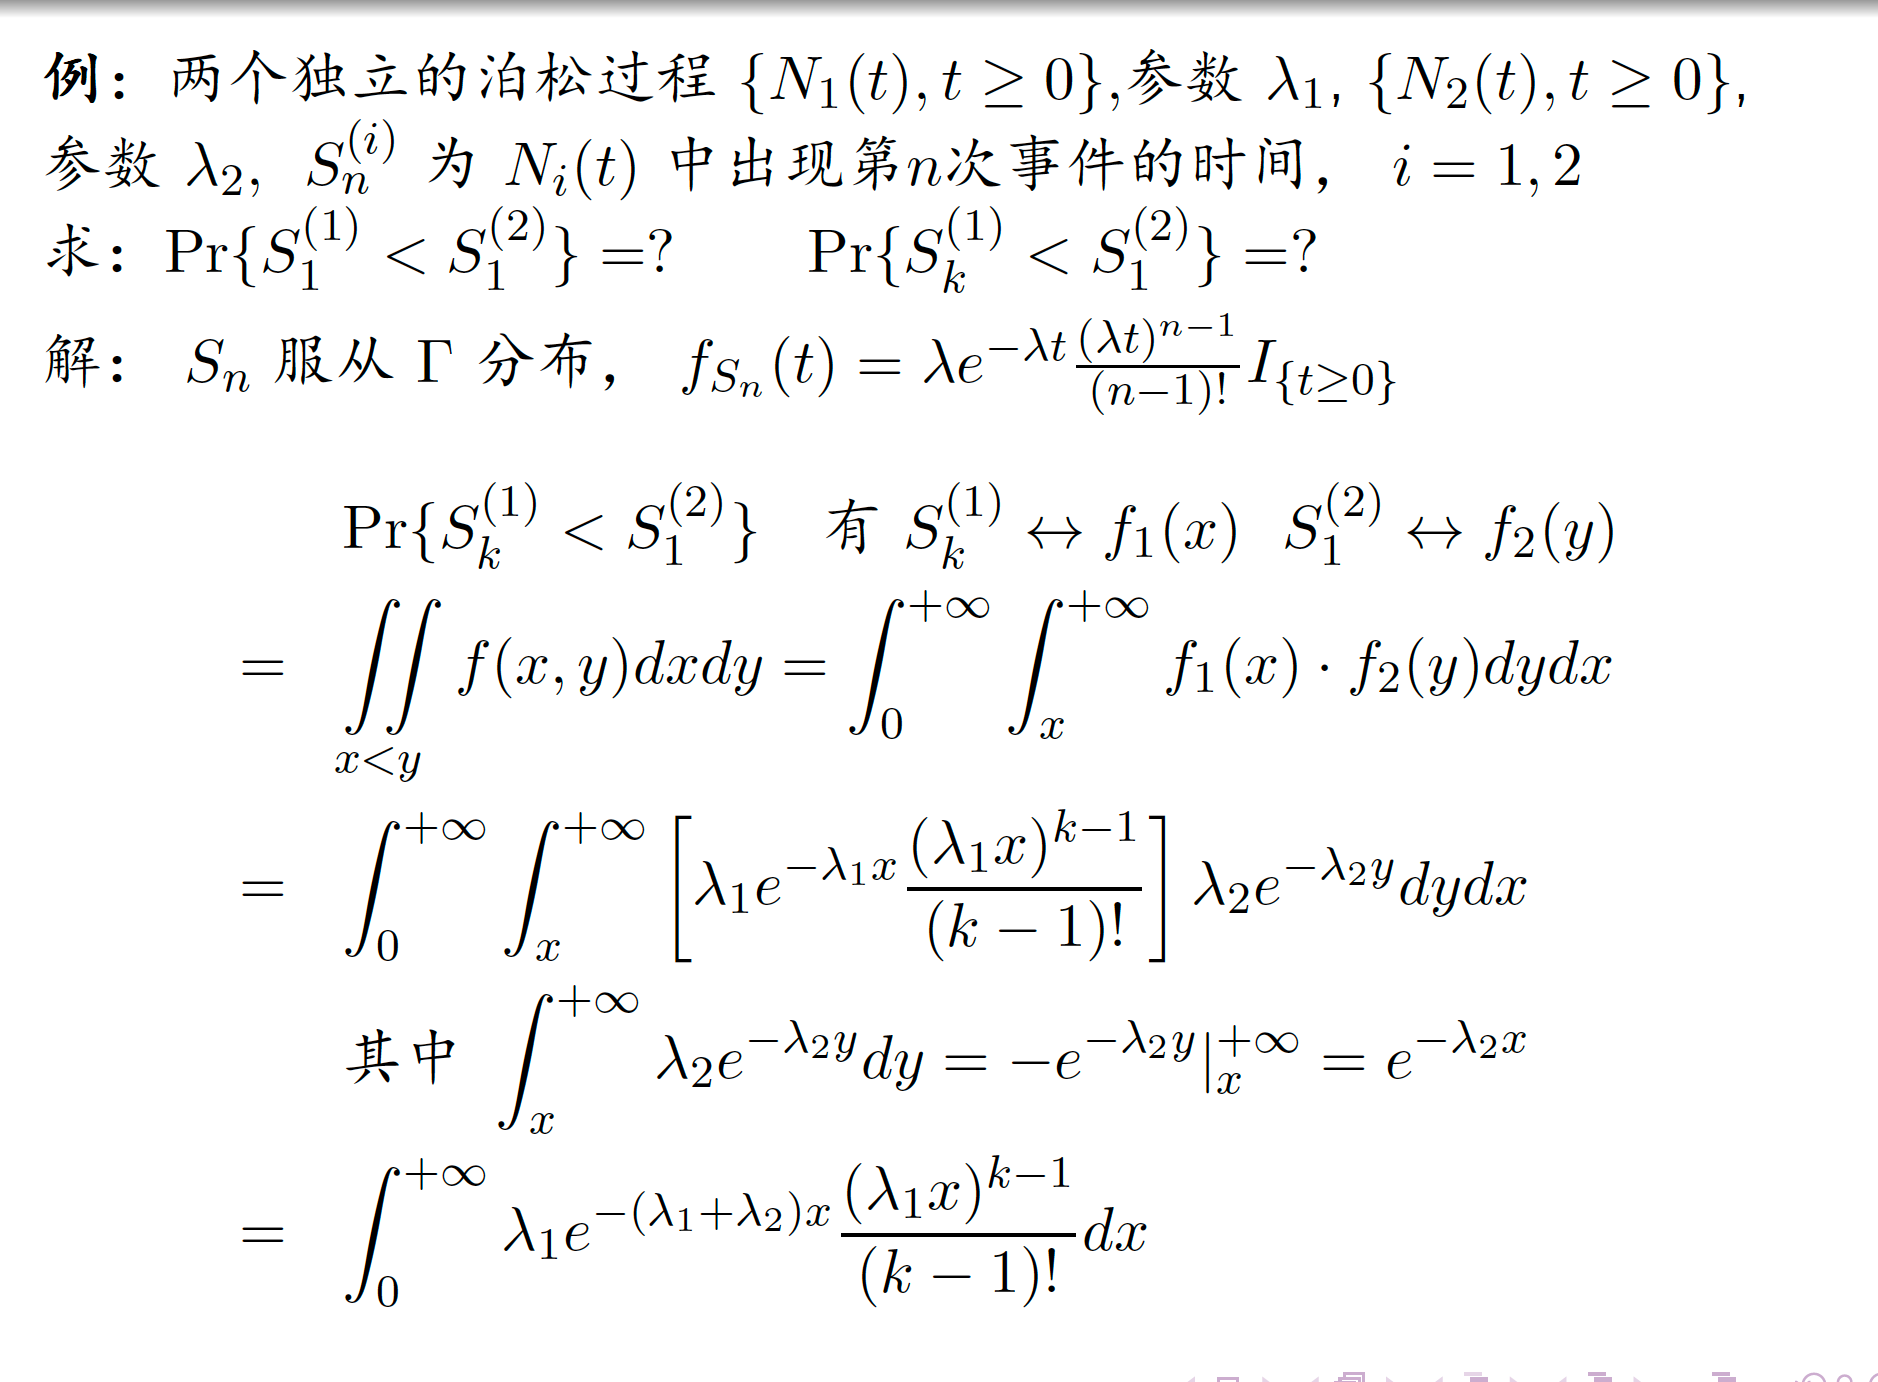 例：两个独立的泊松过程 $\{N_1(t), t \geq 0\}$,参数 $\lambda_1$, $\{N_2(t), t \geq 0\}$,
参数 $\lambda_2$, $S_n^{(i)}$ 为 $N_i(t)$ 中出现第$n$次事件的时间， $i = 1, 2$
求：$\Pr\{S_1^{(1)} < S_1^{(2)}\} =?$ $\Pr\{S_k^{(1)} < S_1^{(2)}\} =?$
解： $S_n$ 服从 $\Gamma$ 分布， $f_{S_n}(t) = \lambda e^{-\lambda t} \frac{(\lambda t)^{n-1}}{(n-1)!} I_{\{t \geq 0\}}$
$\Pr\{S_k^{(1)} < S_1^{(2)}\}$ 有 $S_k^{(1)} \leftrightarrow f_1(x)$ $S_1^{(2)} \leftrightarrow f_2(y)$
$= \iint\limits_{x<y} f(x, y)dxdy = \int_0^{+\infty} \int_x^{+\infty} f_1(x) \cdot f_2(y)dydx$
$= \int_0^{+\infty} \int_x^{+\infty} \left[ \lambda_1 e^{-\lambda_1 x} \frac{(\lambda_1 x)^{k-1}}{(k-1)!} \right] \lambda_2 e^{-\lambda_2 y} dydx$
其中 $\int_x^{+\infty} \lambda_2 e^{-\lambda_2 y} dy = -e^{-\lambda_2 y}|_x^{+\infty} = e^{-\lambda_2 x}$
$= \int_0^{+\infty} \lambda_1 e^{-(\lambda_1+\lambda_2)x} \frac{(\lambda_1 x)^{k-1}}{(k-1)!} dx$